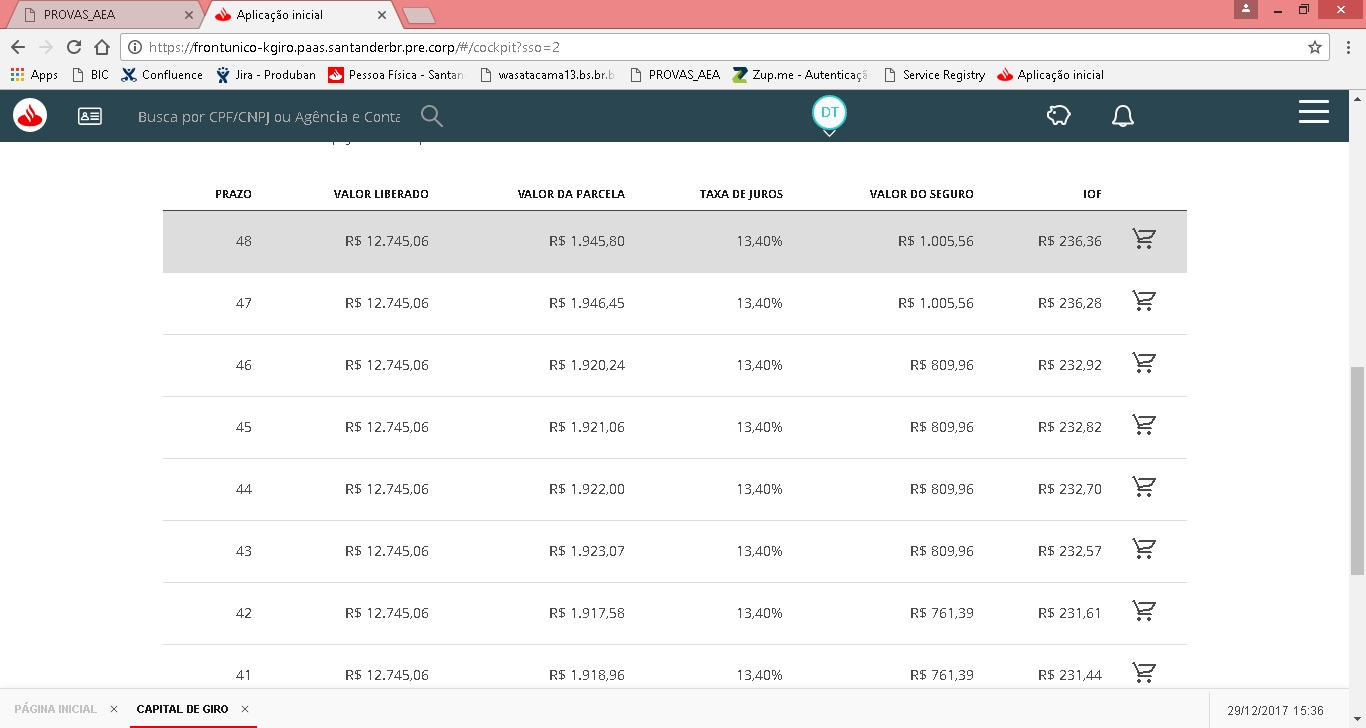 PROVAS_AEA
Aplicação inicial
https://frontunico-kgiro.paas.santanderbr.pre.corp/#/cockpit?sso=2
Apps BIC Confluence Jira - Produban Pessoa Física - Santan wasatacama13.bs.br.b PROVAS_AEA Zup.me - Autenticaçã Service Registry Aplicação inicial
Busca por CPF/CNPJ ou Agência e Conta DT
PRAZO VALOR LIBERADO VALOR DA PARCELA TAXA DE JUROS VALOR DO SEGURO IOF
48 R$ 12.745,06 R$ 1.945,80 13,40% R$ 1.005,56 R$ 236,36
47 R$ 12.745,06 R$ 1.946,45 13,40% R$ 1.005,56 R$ 236,28
46 R$ 12.745,06 R$ 1.920,24 13,40% R$ 809,96 R$ 232,92
45 R$ 12.745,06 R$ 1.921,06 13,40% R$ 809,96 R$ 232,82
44 R$ 12.745,06 R$ 1.922,00 13,40% R$ 809,96 R$ 232,70
43 R$ 12.745,06 R$ 1.923,07 13,40% R$ 809,96 R$ 232,57
42 R$ 12.745,06 R$ 1.917,58 13,40% R$ 761,39 R$ 231,61
41 R$ 12.745,06 R$ 1.918,96 13,40% R$ 761,39 R$ 231,44
PÁGINA INICIAL CAPITAL DE GIRO 29/12/2017 15:36